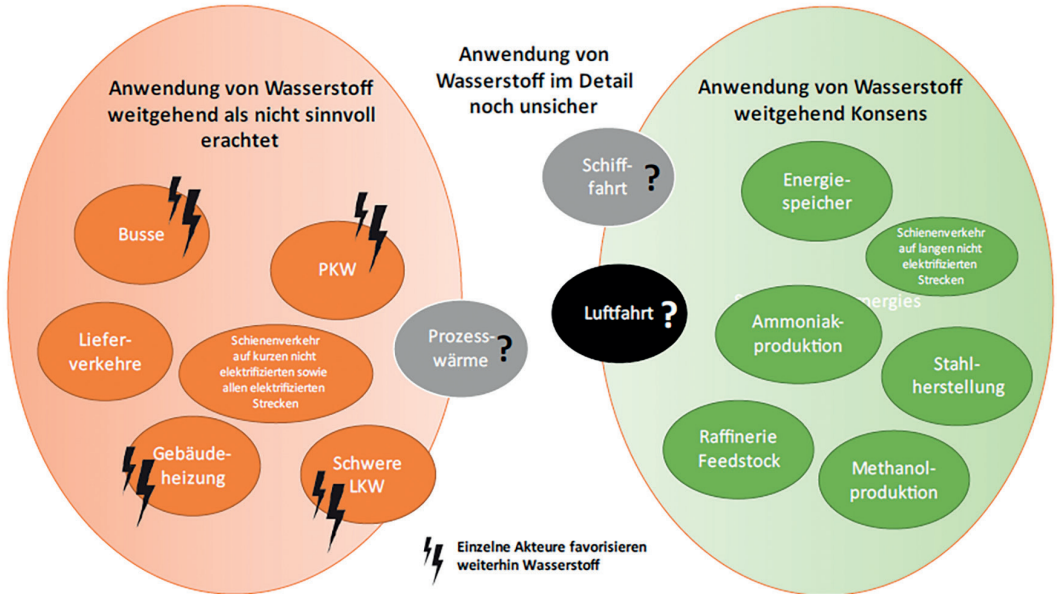 Anwendung von Wasserstoff
weitgehend als nicht sinnvoll
erachtet
Busse
PKW
Liefer-
verkehre
Schienenverkehr
auf kurzen nicht
elektrifizierten sowie
allen elektrifizierten
Strecken
Gebäude-
heizung
Schwere
LKW
Anwendung von
Wasserstoff im Detail
noch unsicher
Schiff-
fahrt ?
Luftfahrt ?
Prozess-
wärme ?
Anwendung von Wasserstoff
weitgehend Konsens
Energie-
speicher
Schienenverkehr
auf langen nicht
elektrifizierten
Strecken
Ammoniak-
produktion
Stahl-
herstellung
Raffinerie
Feedstock
Methanol-
produktion
Einzelne Akteure favorisieren
weiterhin Wasserstoff